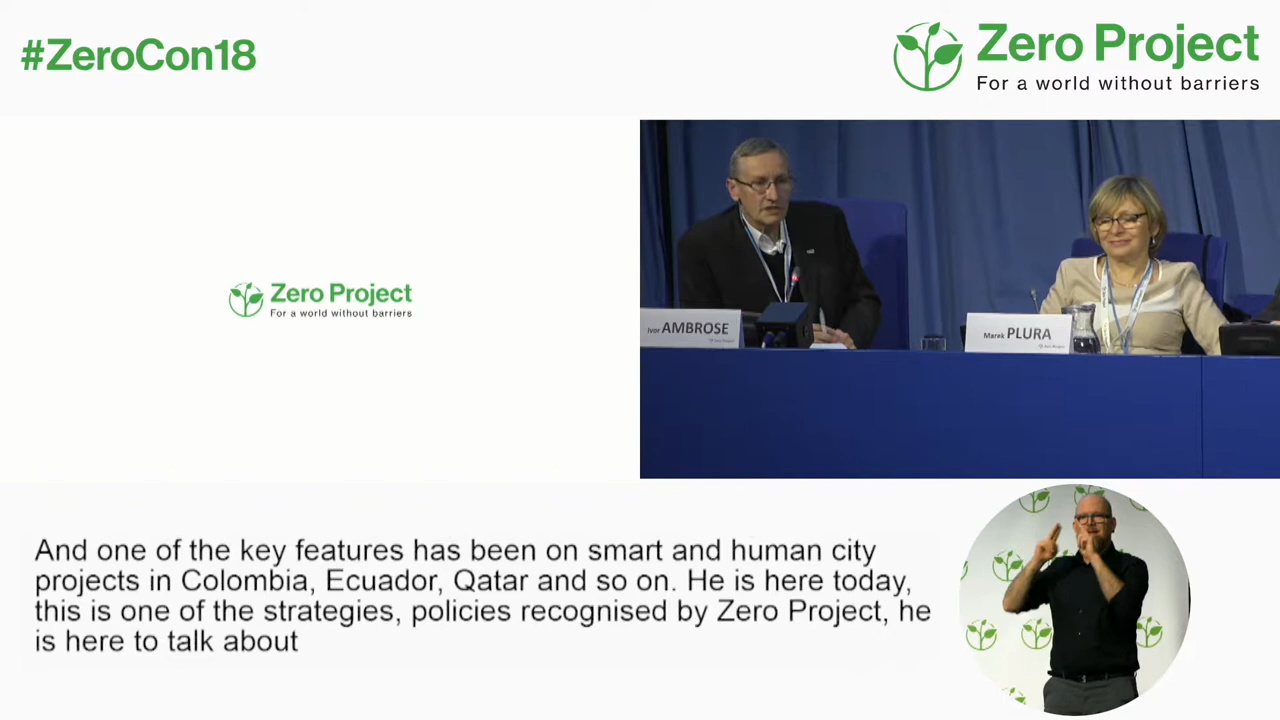 #ZeroCon18
Zero Project
For a world without barriers
Zero Project
For a world without barriers
Ivor AMBROSE
Marek PLURA
And one of the key features has been on smart and human city
projects in Colombia, Ecuador, Qatar and so on. He is here today,
this is one of the strategies, policies recognised by Zero Project, he
is here to talk about